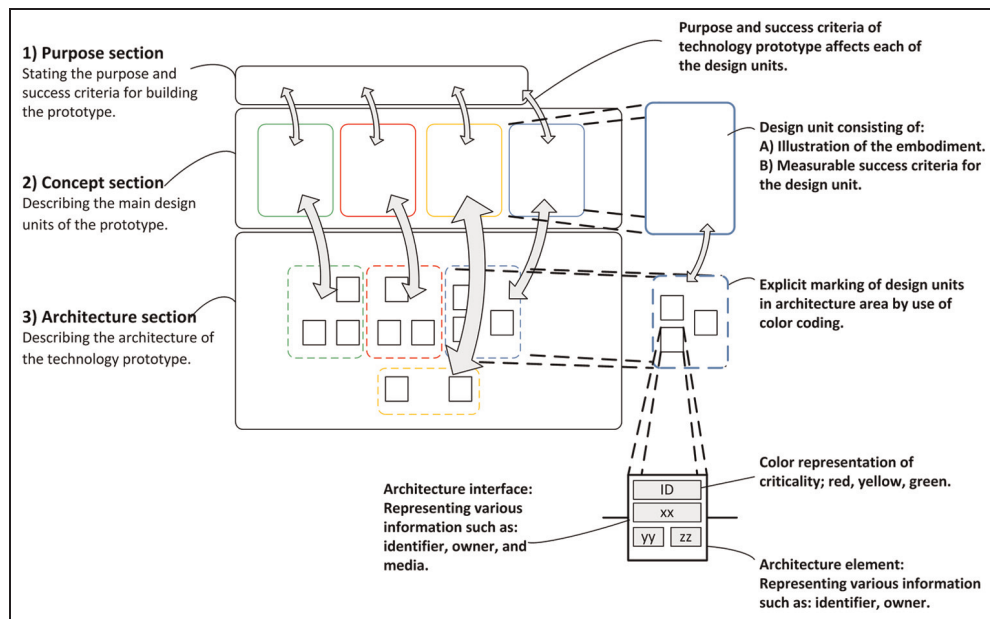 1) Purpose section
Stating the purpose and
success criteria for building
the prototype.
2) Concept section
Describing the main design
units of the prototype.
3) Architecture section
Describing the architecture of
the technology prototype.
Purpose and success criteria of
technology prototype affects each of
the design units.
Design unit consisting of:
A) Illustration of the embodiment.
B) Measurable success criteria for
the design unit.
Explicit marking of design units
in architecture area by use of
color coding.
Color representation of
criticality; red, yellow, green.
Architecture interface:
Representing various
information such as:
identifier, owner, and
media.
ID
xx
yy zz
Architecture element:
Representing various information
such as: identifier, owner.